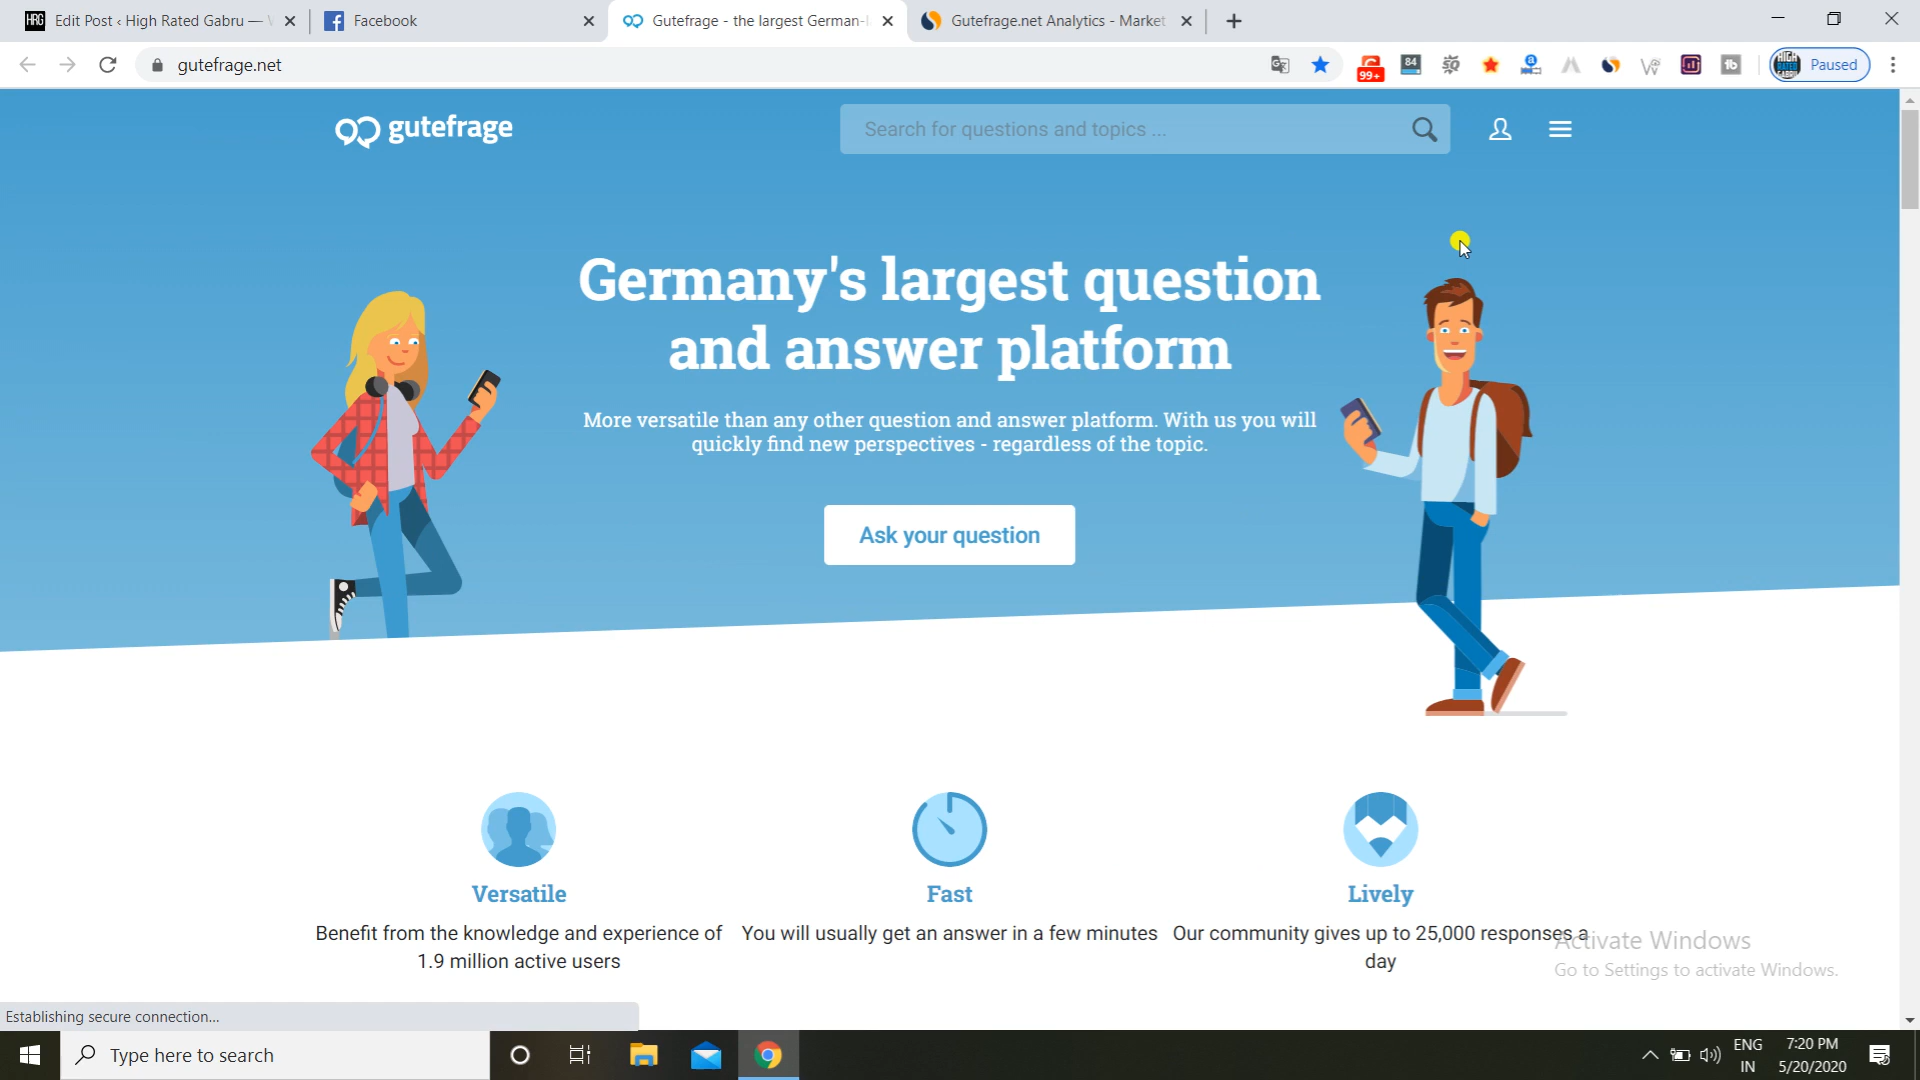 HRG Edit Post ‹ High Rated Gabru —
Facebook
Gutefrage - the largest German-l
Gutefrage.net Analytics - Market
gutefrage.net
99+
84
Paused
gutefrage
Search for questions and topics ...
Germany's largest question
and answer platform
More versatile than any other question and answer platform. With us you will
quickly find new perspectives - regardless of the topic.
Ask your question
Versatile
Fast
Lively
Benefit from the knowledge and experience of
1.9 million active users
You will usually get an answer in a few minutes
Our community gives up to 25,000 responses a
day
Activate Windows
Go to Settings to activate Windows.
Establishing secure connection...
Type here to search
ENG
IN
7:20 PM
5/20/2020